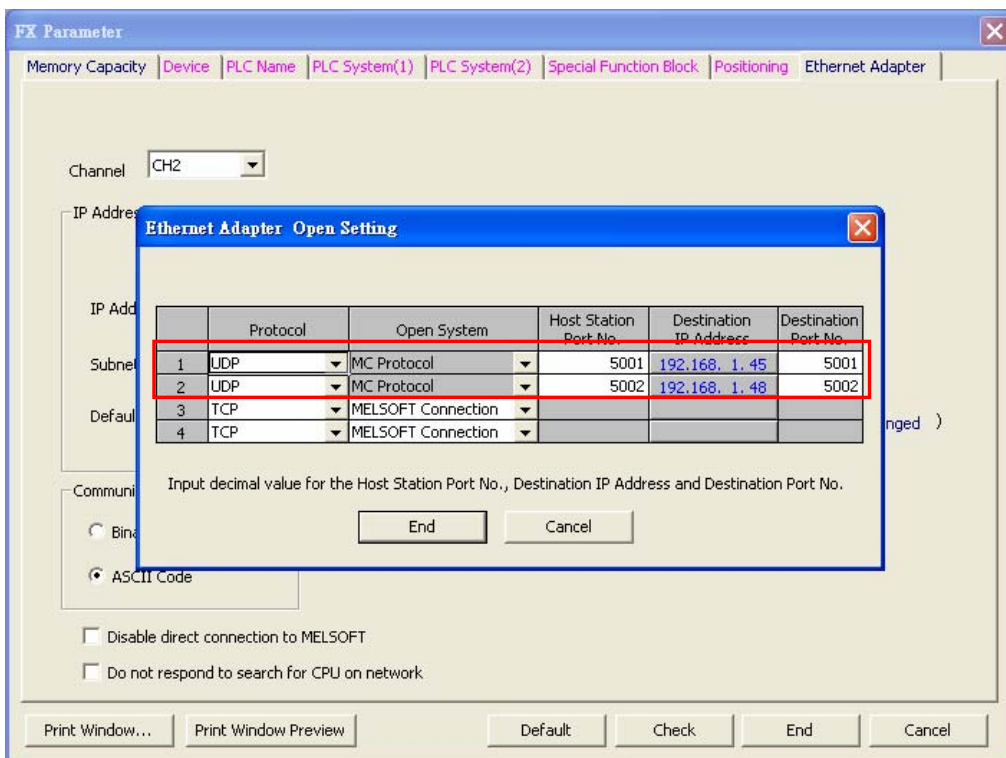 FX Parameter
Memory Capacity Device PLC Name PLC System(1) PLC System(2) Special Function Block Positioning Ethernet Adapter
Channel CH2
IP Addre
Ethernet Adapter Open Setting
IP Add
Subne
Defaul
Protocol Open System Host Station Port No. Destination IP Address Destination Port No.
1 UDP MC Protocol 5001 192.168. 1. 45 5001
2 UDP MC Protocol 5002 192.168. 1. 48 5002
3 TCP MELSOFT Connection
4 TCP MELSOFT Connection
nged )
Input decimal value for the Host Station Port No., Destination IP Address and Destination Port No.
End Cancel
Communi
Bina
ASCII Code
Disable direct connection to MELSOFT
Do not respond to search for CPU on network
Print Window... Print Window Preview Default Check End Cancel